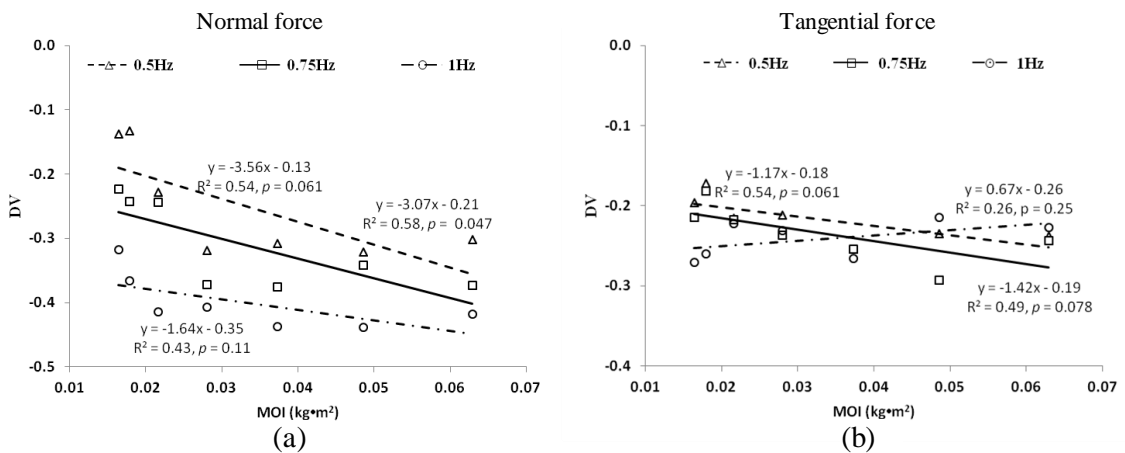 Normal force
0.0
-0.1
-0.2
-0.3
-0.4
-0.5
DV
0.5Hz 0.75Hz 1Hz
y = -3.56x - 0.13
R² = 0.54, p = 0.061
y = -3.07x - 0.21
R² = 0.58, p = 0.047
y = -1.64x - 0.35
R² = 0.43, p = 0.11
0.01 0.02 0.03 0.04 0.05 0.06 0.07
MOI (kg•m²)
(a)
Tangential force
0.0
-0.1
-0.2
-0.3
-0.4
DV
0.5Hz 0.75Hz 1Hz
y = -1.17x - 0.18
R² = 0.54, p = 0.061
y = 0.67x - 0.26
R² = 0.26, p = 0.25
y = -1.42x - 0.19
R² = 0.49, p = 0.078
0.01 0.02 0.03 0.04 0.05 0.06 0.07
MOI (kg•m²)
(b)